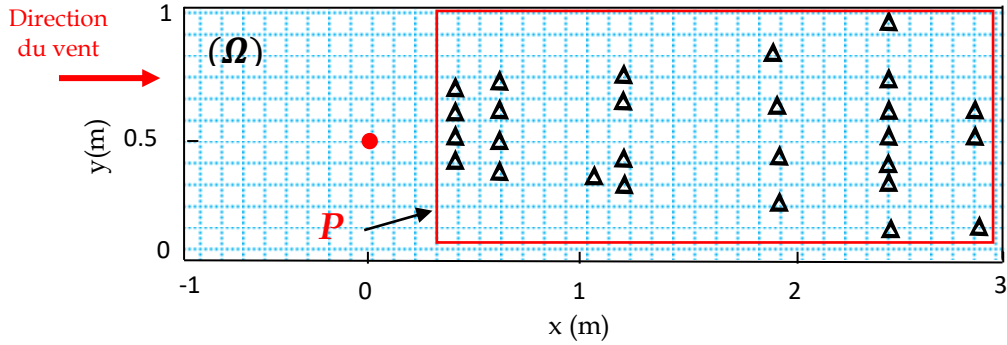 Direction
du vent
(Ω)
1
0.5
0
y(m)
P
-1
0
1
2
3
x (m)